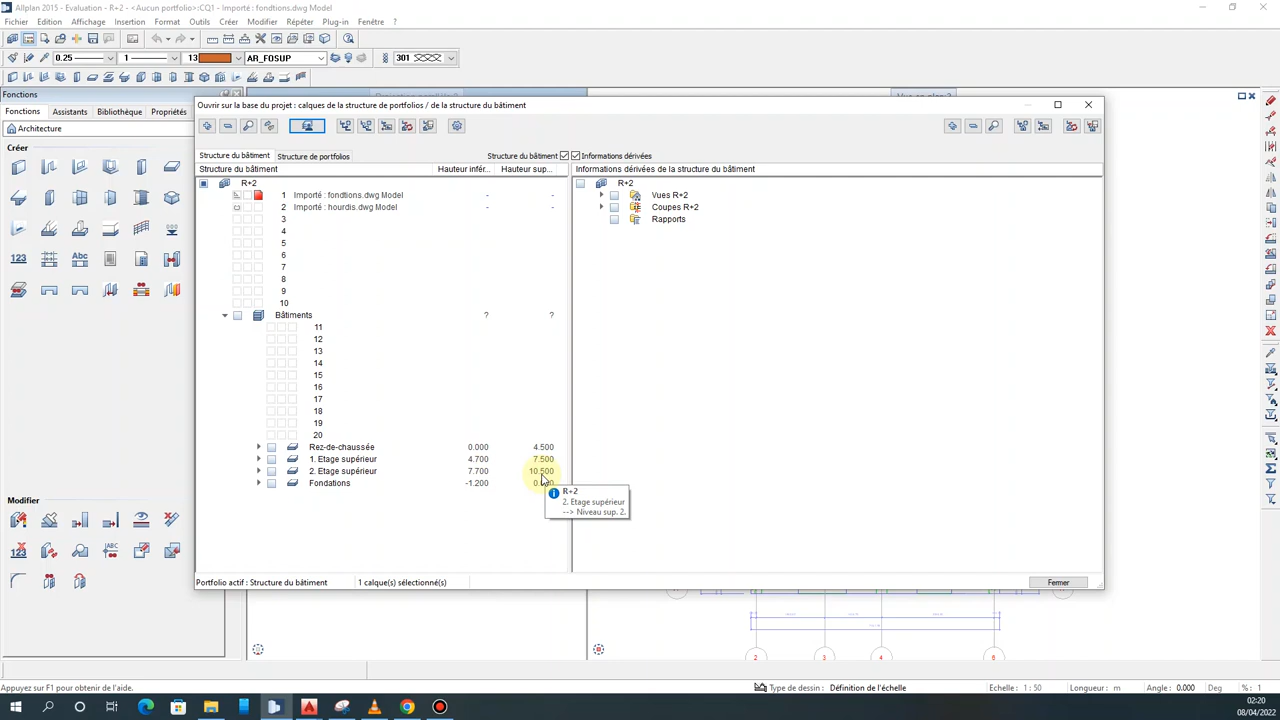 Allplan 2015 - Evaluation - R+2 - <Aucun portfolio>:CQ1 - Importé : fondtions.dwg Model
Fichier Edition Affichage Insertion Format Outils Créer Modifier Répéter Plug-in Fenêtre ?
0.25 1 13 AR_FOSUP 301
Fonctions
Fonctions Assistants Bibliothèque Propriétés
Architecture
Créer
Modifier
Ouvrir sur la base du projet : calques de la structure de portfolios / de la structure du bâtiment
Structure du bâtiment Structure de portfolios Structure du bâtiment Informations dérivées
Structure du bâtiment Hauteur infér... Hauteur sup... Informations dérivées de la structure du bâtiment
R+2 R+2
1 Importé : fondtions.dwg Model - - Vues R+2
2 Importé : hourdis.dwg Model - - Coupes R+2
3 Rapports
4
5
6
7
8
9
10
Bâtiments ? ?
11
12
13
14
15
16
17
18
19
20
Rez-de-chaussée 0.000 4.500
1. Etage supérieur 4.700 7.500
2. Etage supérieur 7.700 10.500
Fondations -1.200
R+2
2. Etage supérieur
--> Niveau sup. 2.
Portfolio actif : Structure du bâtiment 1 calque(s) sélectionné(s) Fermer
2 3 4
Appuyez sur F1 pour obtenir de l'aide. Type de dessin : Définition de l'échelle Echelle : 1 : 50 Longueur : m Angle : 0.000 Deg % : 1
02:20
08/04/2022